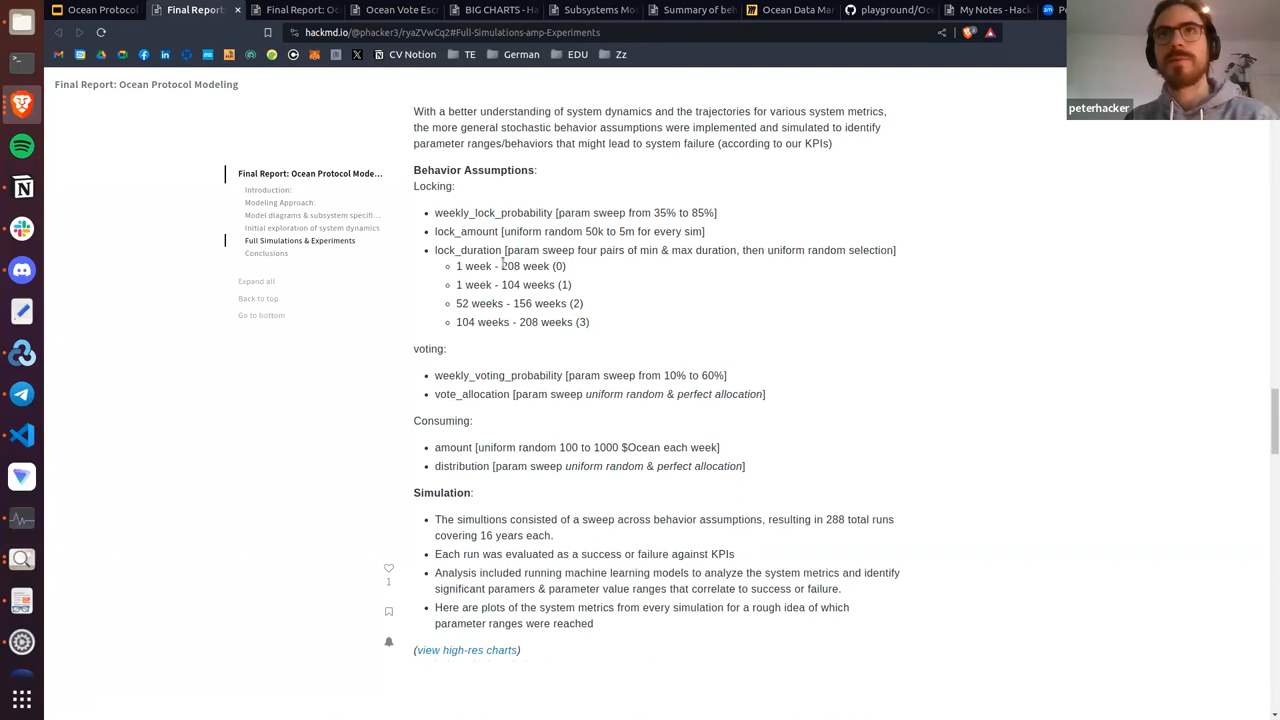 Ocean Protocol
Final Report:
Final Report: Oc
Ocean Vote Escr
BIG CHARTS - Ha
Subsystems Mo
Summary of beh
Ocean Data Mar
playground/Oce
My Notes - Hack
hackmd.io/@phacker3/ryaZVwCq2#Full-Simulations-amp-Experiments
CV Notion
TE
German
EDU
Zz
peterhacker
Final Report: Ocean Protocol Modeling
Final Report: Ocean Protocol Mode...
Introduction:
Modeling Approach:
Model diagrams & subsystem specifi...
Initial exploration of system dynamics
Full Simulations & Experiments
Conclusions
Expand all
Back to top
Go to bottom
1
With a better understanding of system dynamics and the trajectories for various system metrics,
the more general stochastic behavior assumptions were implemented and simulated to identify
parameter ranges/behaviors that might lead to system failure (according to our KPIs)
Behavior Assumptions:
Locking:
weekly_lock_probability [param sweep from 35% to 85%]
lock_amount [uniform random 50k to 5m for every sim]
lock_duration [param sweep four pairs of min & max duration, then uniform random selection]
1 week - 208 week (0)
1 week - 104 weeks (1)
52 weeks - 156 weeks (2)
104 weeks - 208 weeks (3)
voting:
weekly_voting_probability [param sweep from 10% to 60%]
vote_allocation [param sweep uniform random & perfect allocation]
Consuming:
amount [uniform random 100 to 1000 $Ocean each week]
distribution [param sweep uniform random & perfect allocation]
Simulation:
The simultions consisted of a sweep across behavior assumptions, resulting in 288 total runs
covering 16 years each.
Each run was evaluated as a success or failure against KPIs
Analysis included running machine learning models to analyze the system metrics and identify
significant paramers & parameter value ranges that correlate to success or failure.
Here are plots of the system metrics from every simulation for a rough idea of which
parameter ranges were reached
(view high-res charts)